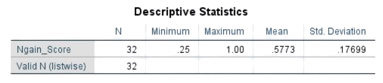 Descriptive Statistics
N Minimum Maximum Mean Std. Deviation
Ngain_Score 32 .25 1.00 .5773 .17699
Valid N (listwise) 32